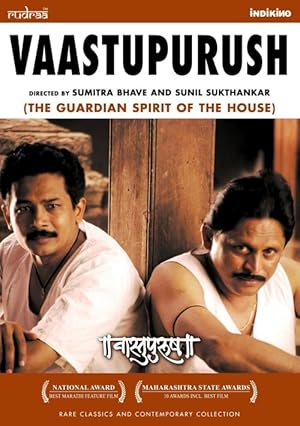 rudraa™
INDIKINO
VAASTUPURUSH
DIRECTED BY SUMITRA BHAVE AND SUNIL SUKTHANKAR
(THE GUARDIAN SPIRIT OF THE HOUSE)
॥वास्तुपुरुष॥
NATIONAL AWARD
BEST MARATHI FEATURE FILM
MAHARASHTRA STATE AWARDS
10 AWARDS INCL. BEST FILM
RARE CLASSICS AND CONTEMPORARY COLLECTION